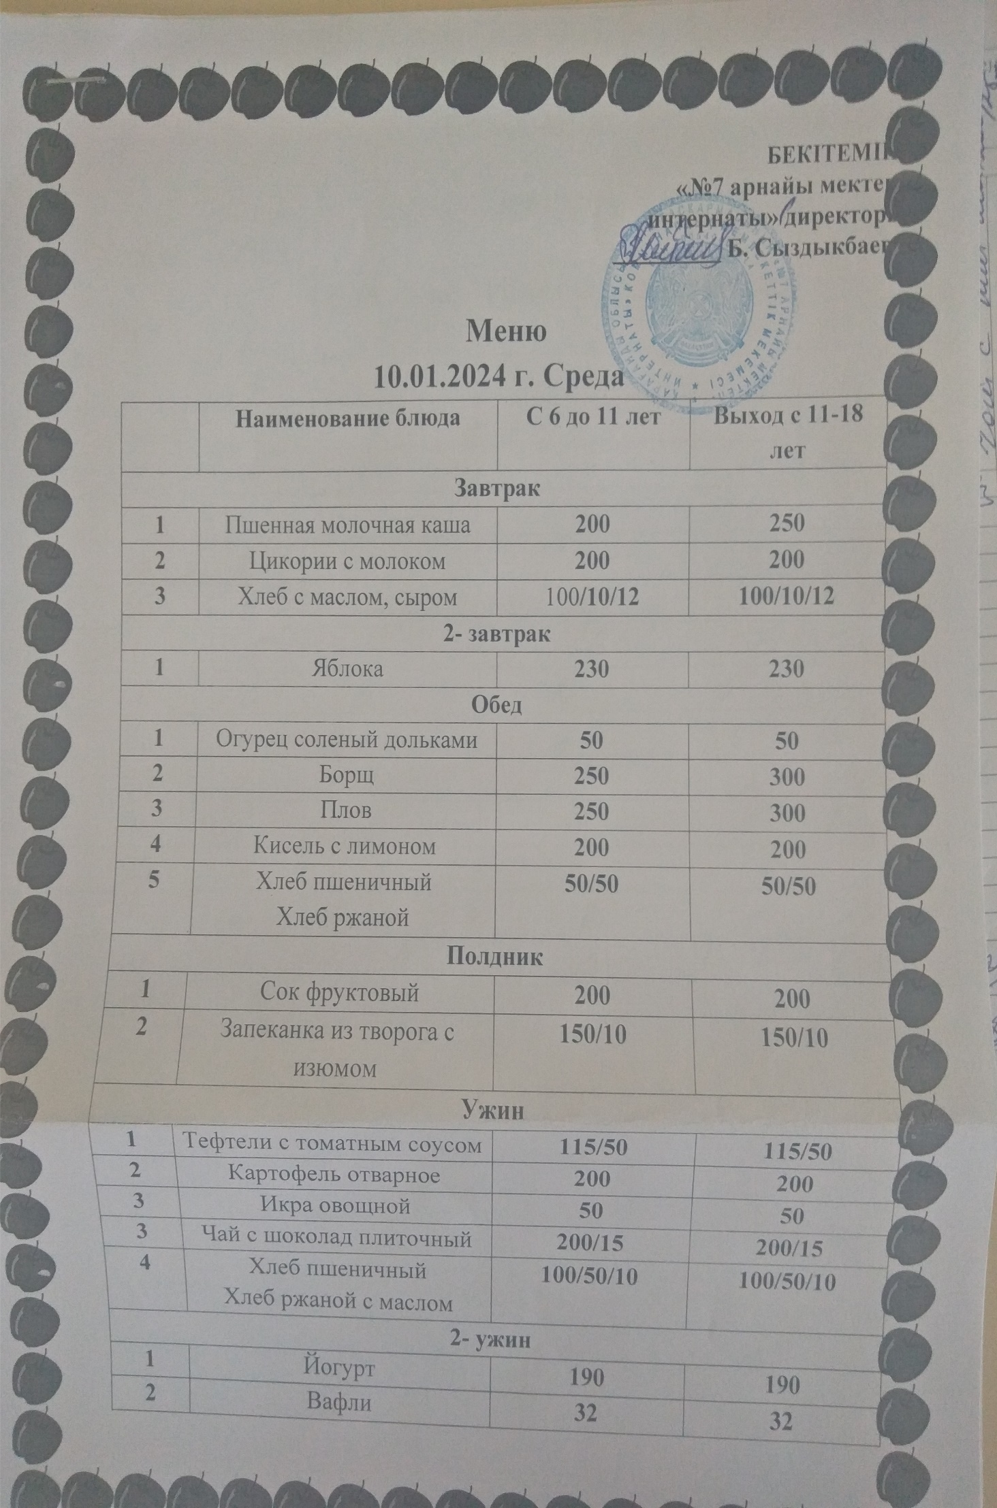 БЕКІТЕМІ
«№7 арнайы мектеп
интернаты» директор
Б. Сыздыкбаев
Меню
10.01.2024 г. Среда
Наименование блюда С 6 до 11 лет Выход с 11-18
лет
Завтрак
1 Пшенная молочная каша 200 250
2 Цикории с молоком 200 200
3 Хлеб с маслом, сыром 100/10/12 100/10/12
2- завтрак
1 Яблока 230 230
Обед
1 Огурец соленый дольками 50 50
2 Борщ 250 300
3 Плов 250 300
4 Кисель с лимоном 200 200
5 Хлеб пшеничный 50/50 50/50
Хлеб ржаной
Полдник
1 Сок фруктовый 200 200
2 Запеканка из творога с 150/10 150/10
изюмом
Ужин
1 Тефтели с томатным соусом 115/50 115/50
2 Картофель отварное 200 200
3 Икра овощной 50 50
3 Чай с шоколад плиточный 200/15 200/15
4 Хлеб пшеничный 100/50/10 100/50/10
Хлеб ржаной с маслом
2- ужин
1 Йогурт 190 190
2 Вафли 32 32